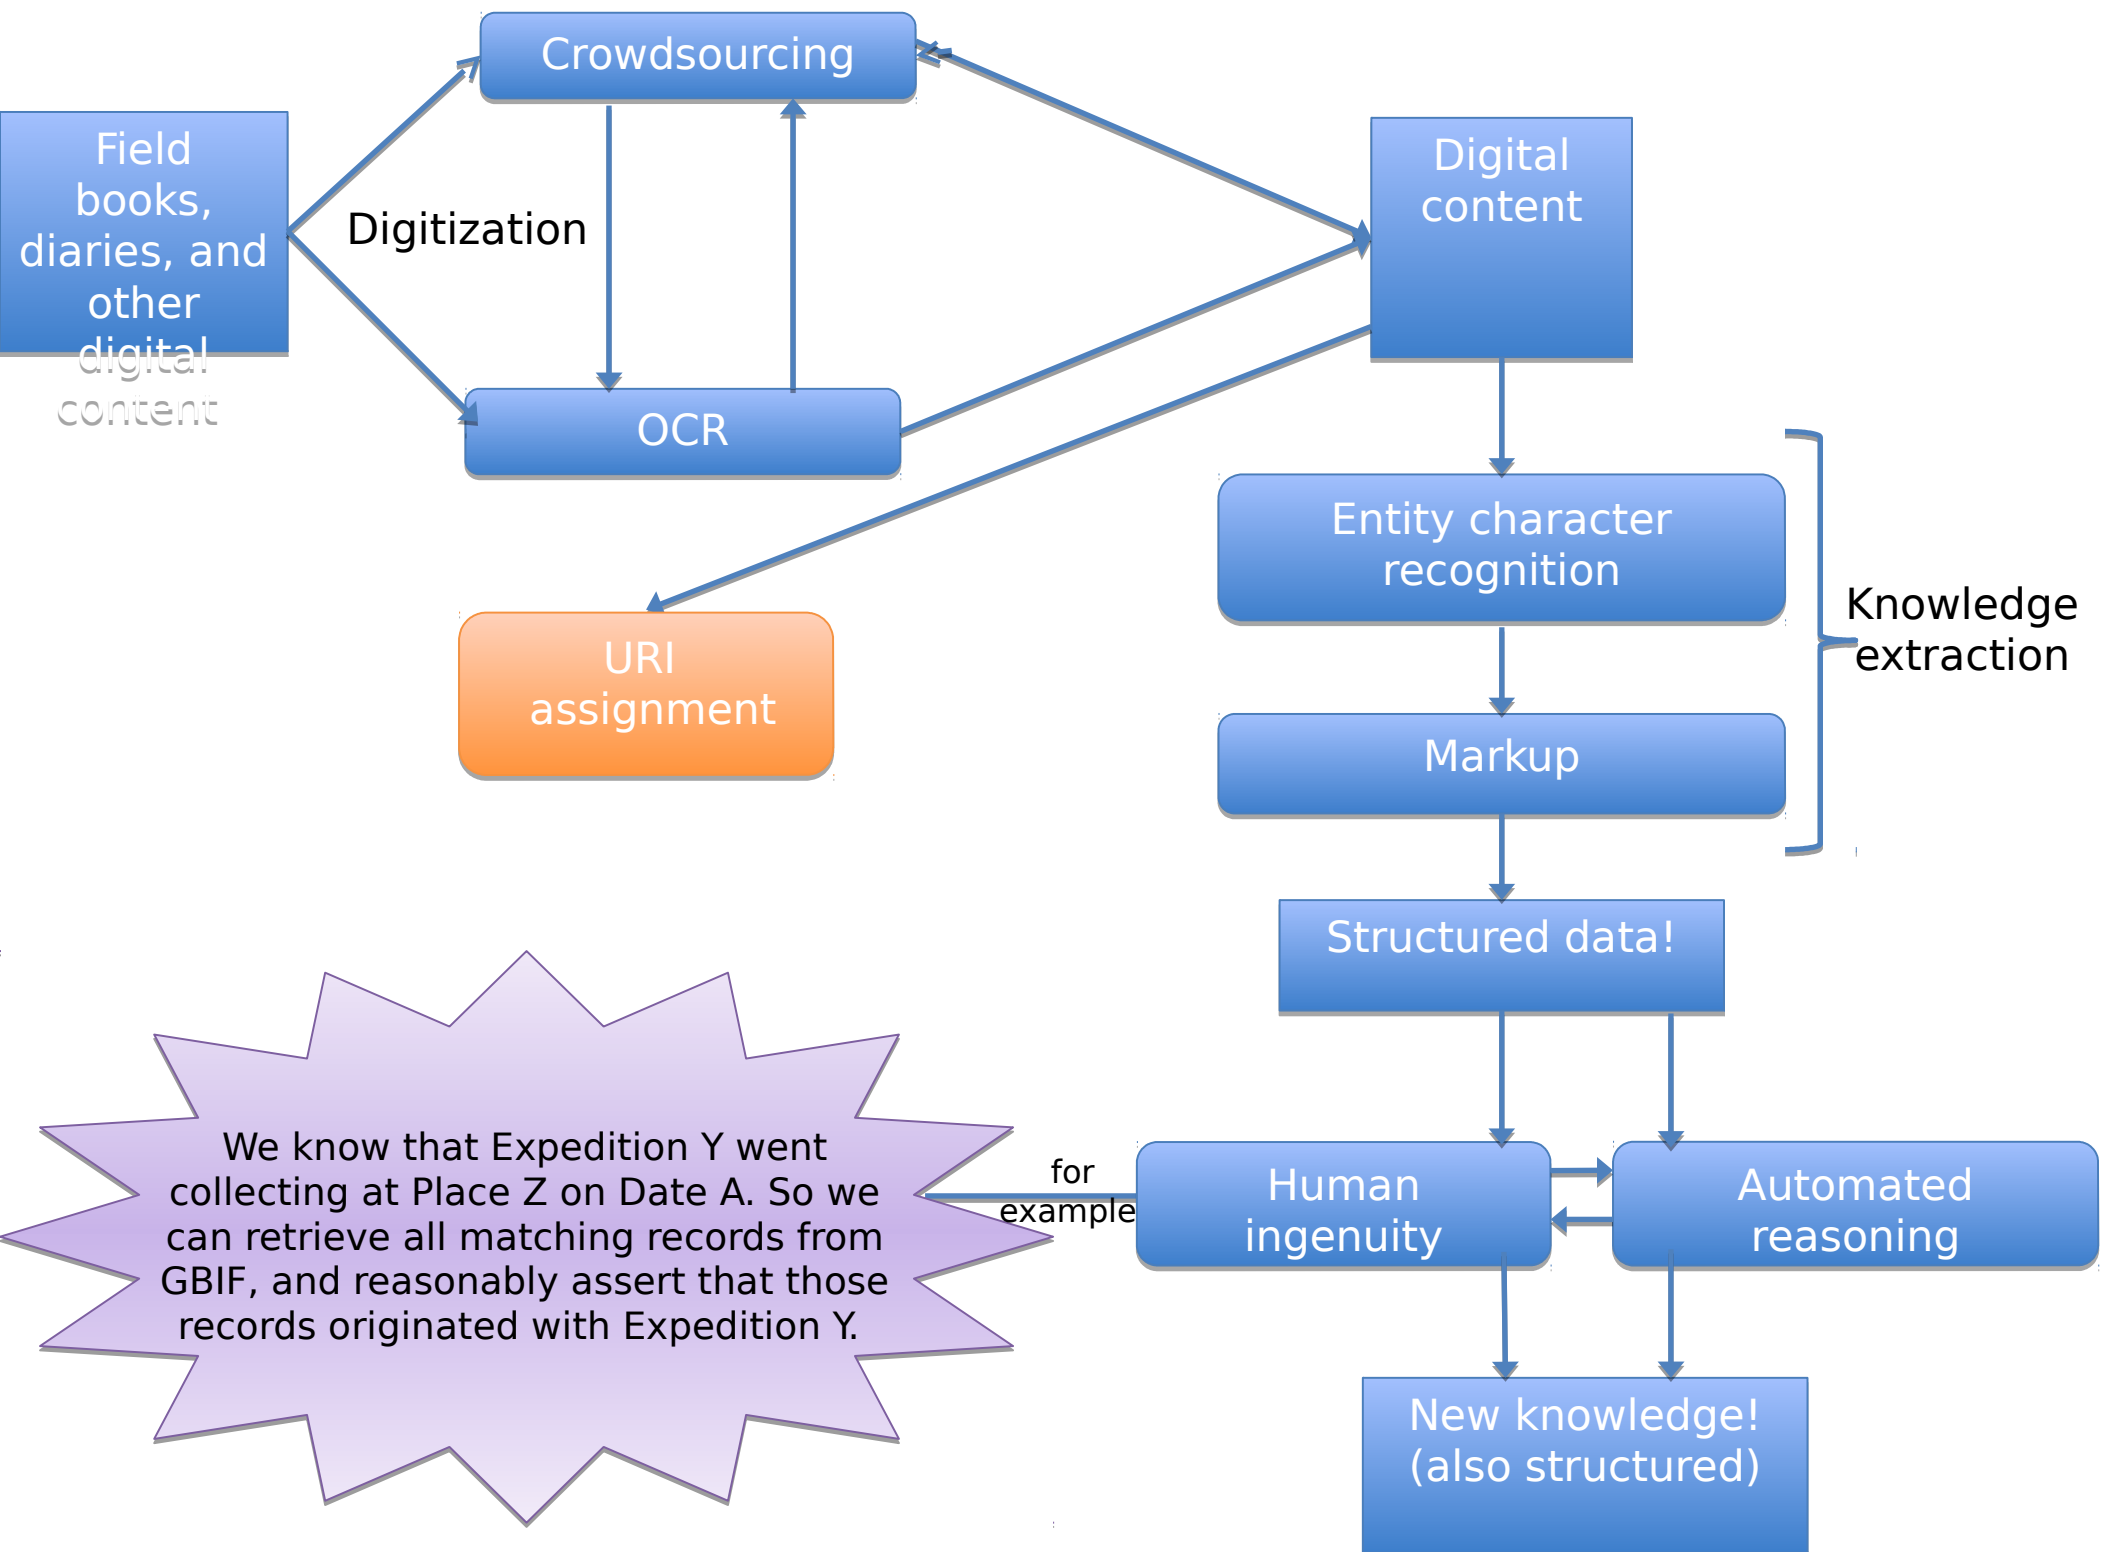 Crowdsourcing
Field
books,
diaries, and
other
digital
content
Digitization
Digital
content
OCR
Entity character
recognition
Knowledge
extraction
URI
assignment
Markup
Structured data!
We know that Expedition Y went
collecting at Place Z on Date A. So we
can retrieve all matching records from
GBIF, and reasonably assert that those
records originated with Expedition Y.
for
example
Human
ingenuity
Automated
reasoning
New knowledge!
(also structured)